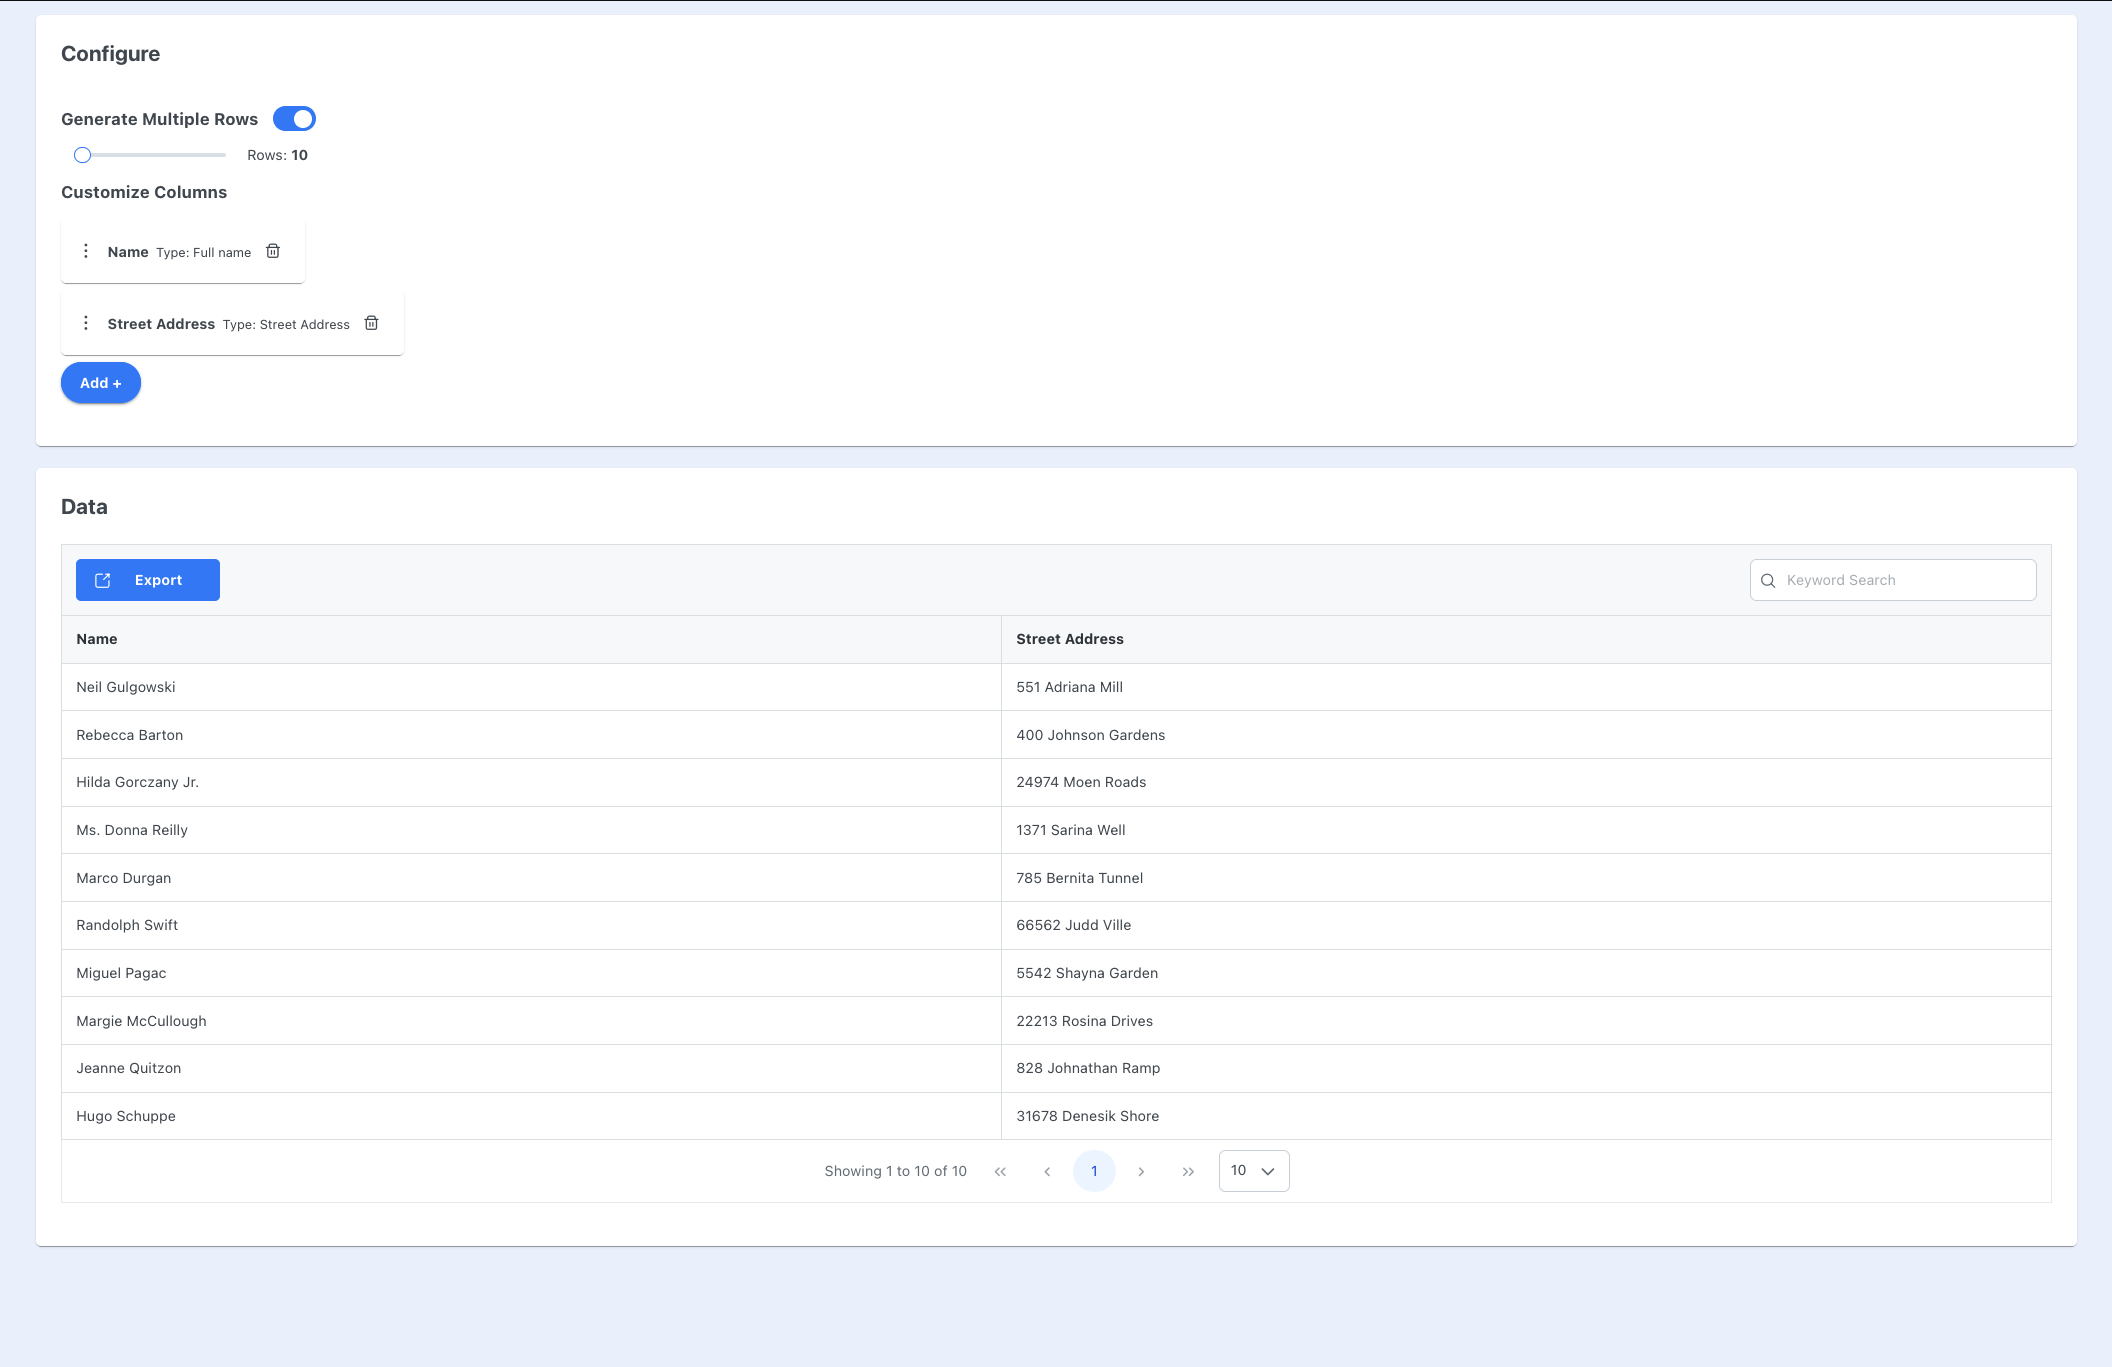 Configure
Generate Multiple Rows
Rows: 10
Customize Columns
Name Type: Full name
Street Address Type: Street Address
Add +
Data
Export
Keyword Search
Name Street Address
Neil Gulgowski 551 Adriana Mill
Rebecca Barton 400 Johnson Gardens
Hilda Gorczany Jr. 24974 Moen Roads
Ms. Donna Reilly 1371 Sarina Well
Marco Durgan 785 Bernita Tunnel
Randolph Swift 66562 Judd Ville
Miguel Pagac 5542 Shayna Garden
Margie McCullough 22213 Rosina Drives
Jeanne Quitzon 828 Johnathan Ramp
Hugo Schuppe 31678 Denesik Shore
Showing 1 to 10 of 10 1 10